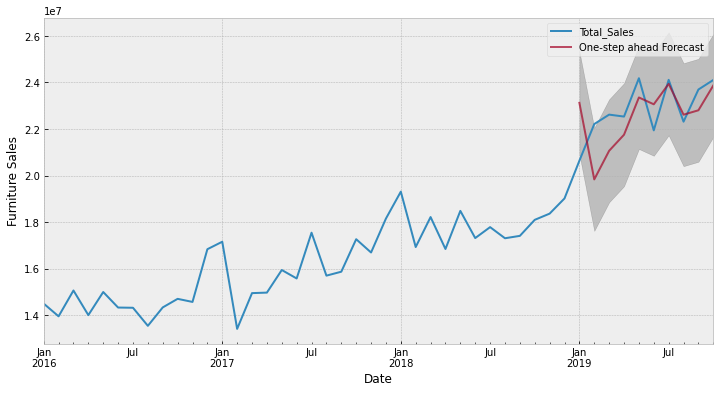 1e7
Total_Sales
One-step ahead Forecast
2.6
2.4
2.2
2.0
1.8
1.6
1.4
Furniture Sales
Jan Jul Jan Jul Jan Jul Jan Jul
2016 2017 2018 2019
Date